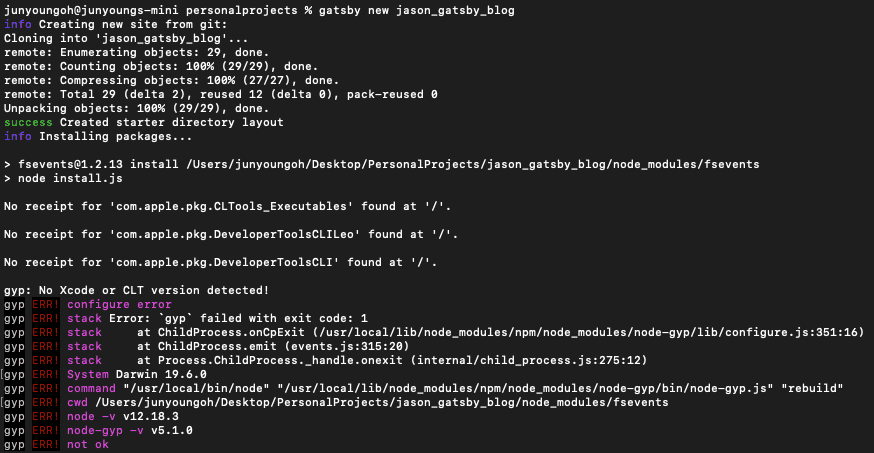 junyoungoh@junyoungs-mini personalprojects % gatsby new jason_gatsby_blog
info Creating new site from git:
Cloning into 'jason_gatsby_blog'...
remote: Enumerating objects: 29, done.
remote: Counting objects: 100% (29/29), done.
remote: Compressing objects: 100% (27/27), done.
remote: Total 29 (delta 2), reused 12 (delta 0), pack-reused 0
Unpacking objects: 100% (29/29), done.
success Created starter directory layout
info Installing packages...
> fsevents@1.2.13 install /Users/junyoungoh/Desktop/PersonalProjects/jason_gatsby_blog/node_modules/fsevents
> node install.js
No receipt for 'com.apple.pkg.CLTools_Executables' found at '/'.
No receipt for 'com.apple.pkg.DeveloperToolsCLILeo' found at '/'.
No receipt for 'com.apple.pkg.DeveloperToolsCLI' found at '/'.
gyp: No Xcode or CLT version detected!
gyp ERR! configure error
gyp ERR! stack Error: `gyp` failed with exit code: 1
gyp ERR! stack     at ChildProcess.onCpExit (/usr/local/lib/node_modules/npm/node_modules/node-gyp/lib/configure.js:351:16)
gyp ERR! stack     at ChildProcess.emit (events.js:315:20)
gyp ERR! stack     at Process.ChildProcess._handle.onexit (internal/child_process.js:275:12)
gyp ERR! System Darwin 19.6.0
gyp ERR! command "/usr/local/bin/node" "/usr/local/lib/node_modules/npm/node_modules/node-gyp/bin/node-gyp.js" "rebuild"
gyp ERR! cwd /Users/junyoungoh/Desktop/PersonalProjects/jason_gatsby_blog/node_modules/fsevents
gyp ERR! node -v v12.18.3
gyp ERR! node-gyp -v v5.1.0
gyp ERR! not ok